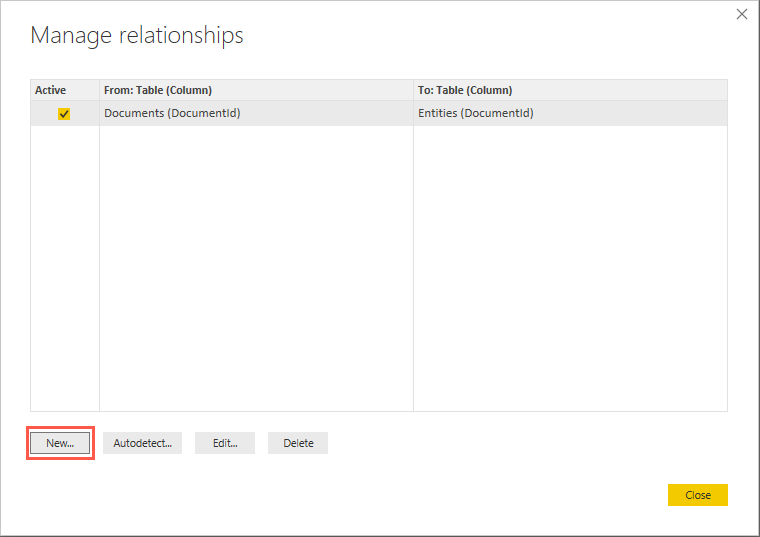 Manage relationships
Active From: Table (Column) To: Table (Column)
Documents (DocumentId) Entities (DocumentId)
New... Autodetect... Edit... Delete
Close